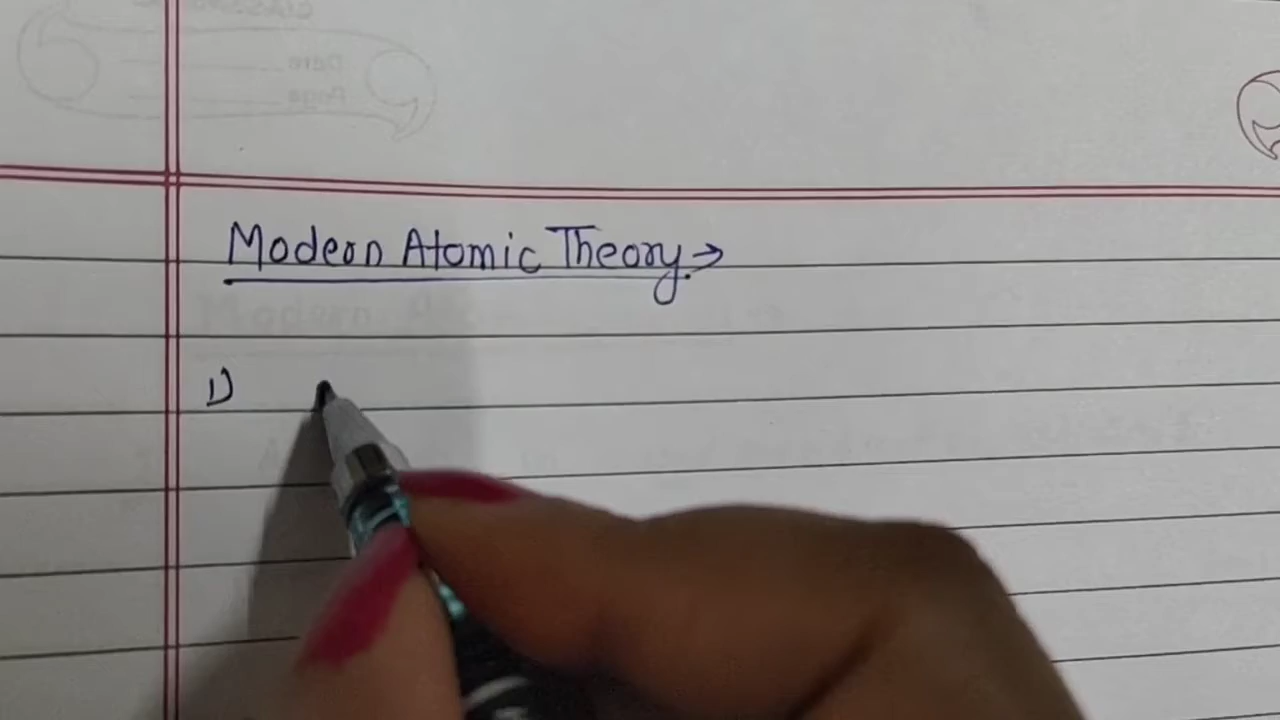 Modern Atomic Theory →
1)